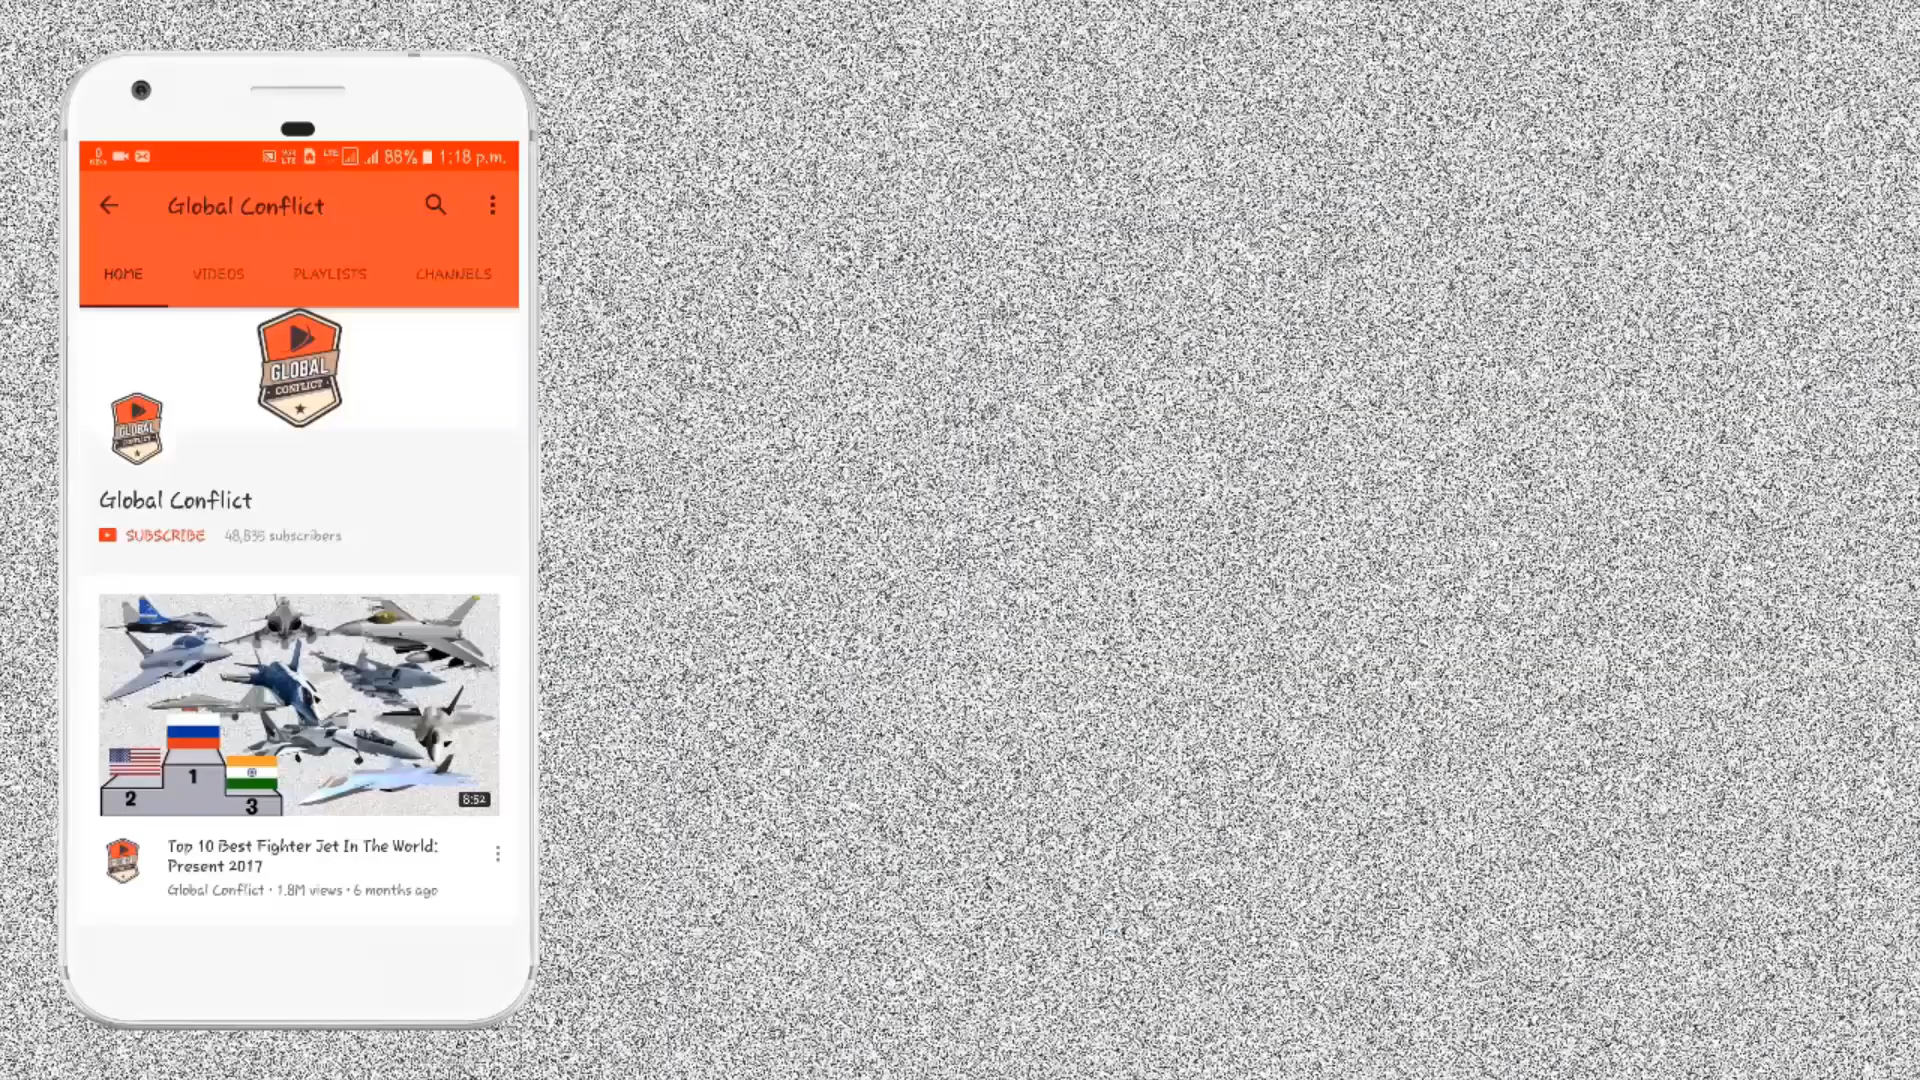 88% 1:18 p.m.
Global Conflict
HOME VIDEOS PLAYLISTS CHANNELS
GLOBAL
CONFLICT
GLOBAL
CONFLICT
Global Conflict
SUBSCRIBE 48,835 subscribers
1
2
3
8:52
Top 10 Best Fighter Jet In The World:
Present 2017
Global Conflict • 1.8M views • 6 months ago